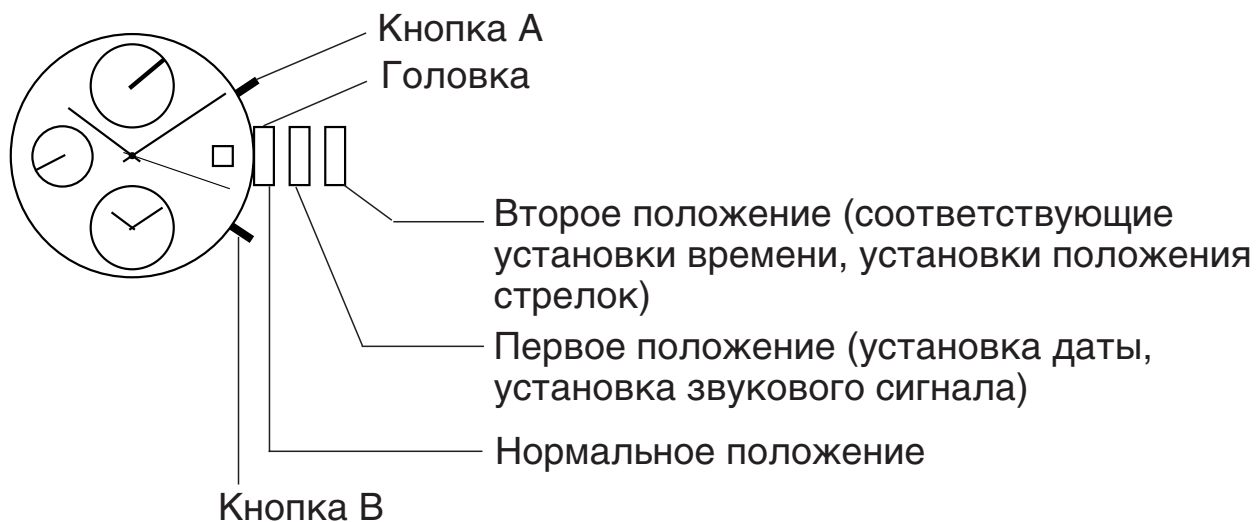 Кнопка А
Головка
Второе положение (соответствующие
установки времени, установки положения
стрелок)
Первое положение (установка даты,
установка звукового сигнала)
Нормальное положение
Кнопка В